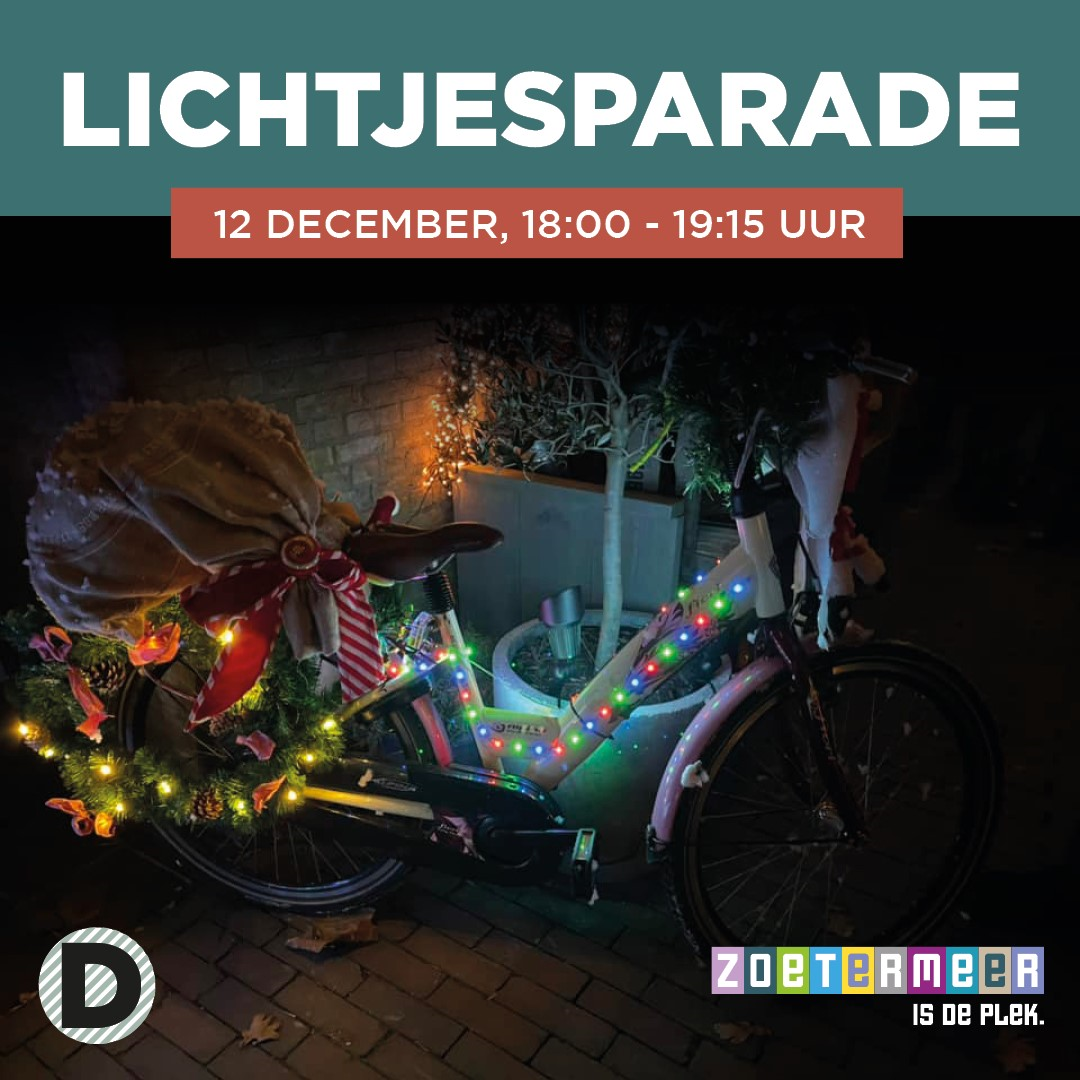 LICHTJESPARADE
12 DECEMBER, 18:00 - 19:15 UUR
D
ZOETERMEER
IS DE PLEK.